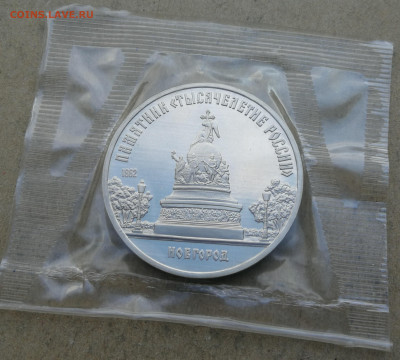 COINS.LAVE.RU
ПАМЯТНИК «ТЫСЯЧЕЛЕТИЕ РОССИИ»
1862
НОВГОРОД